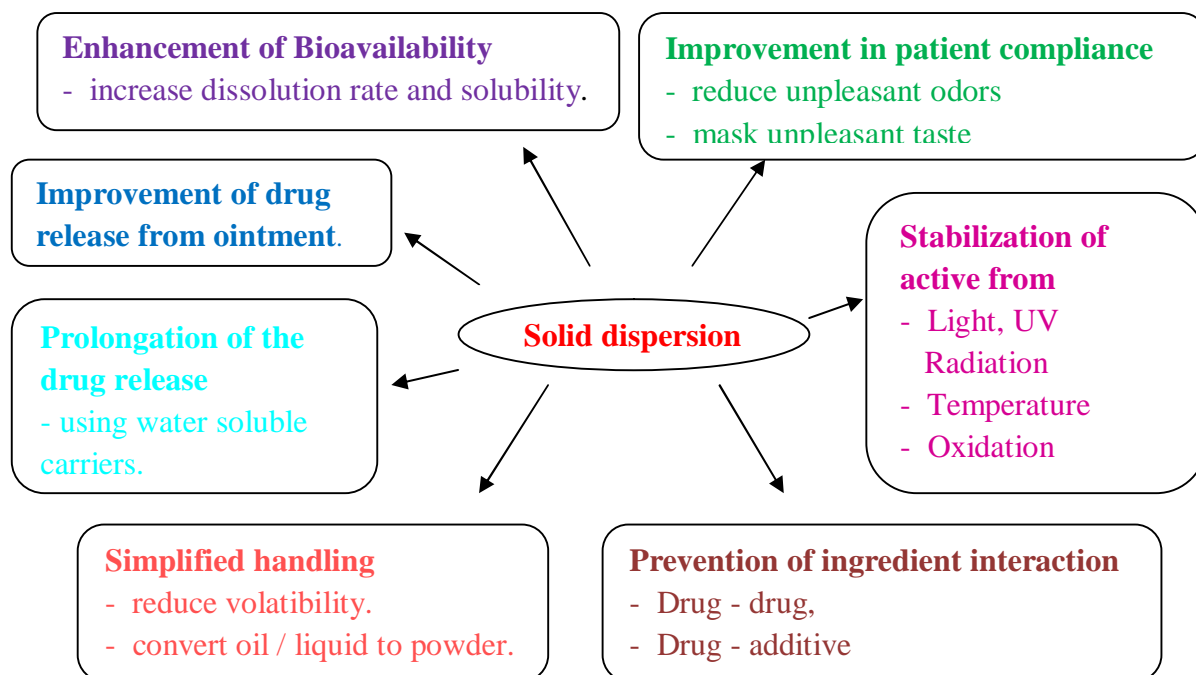 Enhancement of Bioavailability
- increase dissolution rate and solubility.
Improvement in patient compliance
- reduce unpleasant odors
- mask unpleasant taste
Improvement of drug
release from ointment.
Stabilization of
active from
- Light, UV
Radiation
- Temperature
- Oxidation
Solid dispersion
Prolongation of the
drug release
- using water soluble
carriers.
Simplified handling
- reduce volatibility.
- convert oil / liquid to powder.
Prevention of ingredient interaction
- Drug - drug,
- Drug - additive